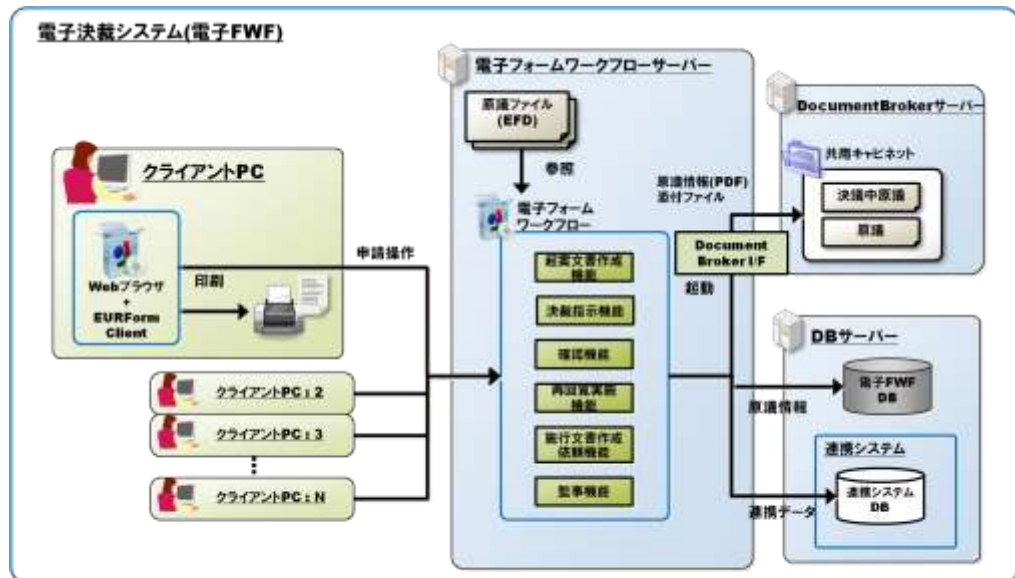 電子決裁システム(電子FWF)
電子フォームワークフローサーバー
原議ファイル
(EFD)
参照
電子フォーム
ワークフロー
起案文書作成
機能
決裁指示機能
確認機能
再回覧実施
機能
施行文書作成
依頼機能
監事機能
クライアントPC
Webブラウザ
+
EURForm
Client
印刷
申請操作
クライアントPC:2
クライアントPC:3
クライアントPC:N
原議情報(PDF)
添付ファイル
Document
Broker I/F
起動
DocumentBrokerサーバー
共用キャビネット
決議中原議
原議
DBサーバー
電子FWF
DB
原議情報
連携システム
連携システム
DB
連携データ